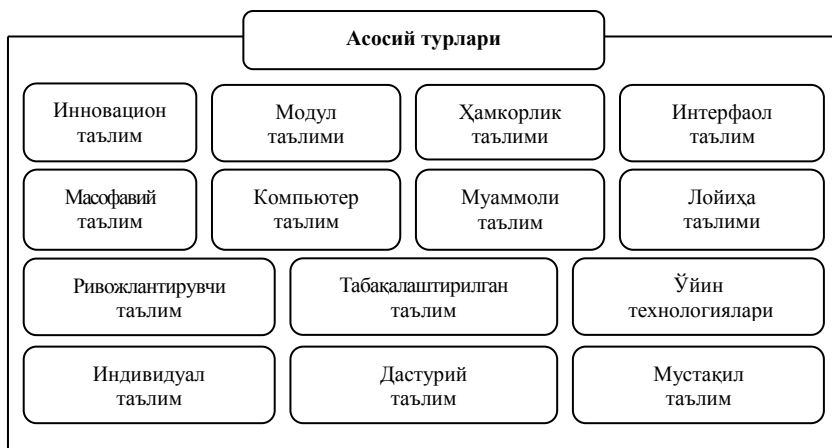 Асосий турлари
Инновацион
таълим
Модул
таълими
Ҳамкорлик
таълими
Интерфаол
таълим
Масофавий
таълим
Компьютер
таълим
Муаммоли
таълим
Лойиҳа
таълими
Ривожлантирувчи
таълим
Табақалаштирилган
таълим
Ўйин
технологиялари
Индивидуал
таълим
Дастурий
таълим
Мустақил
таълим